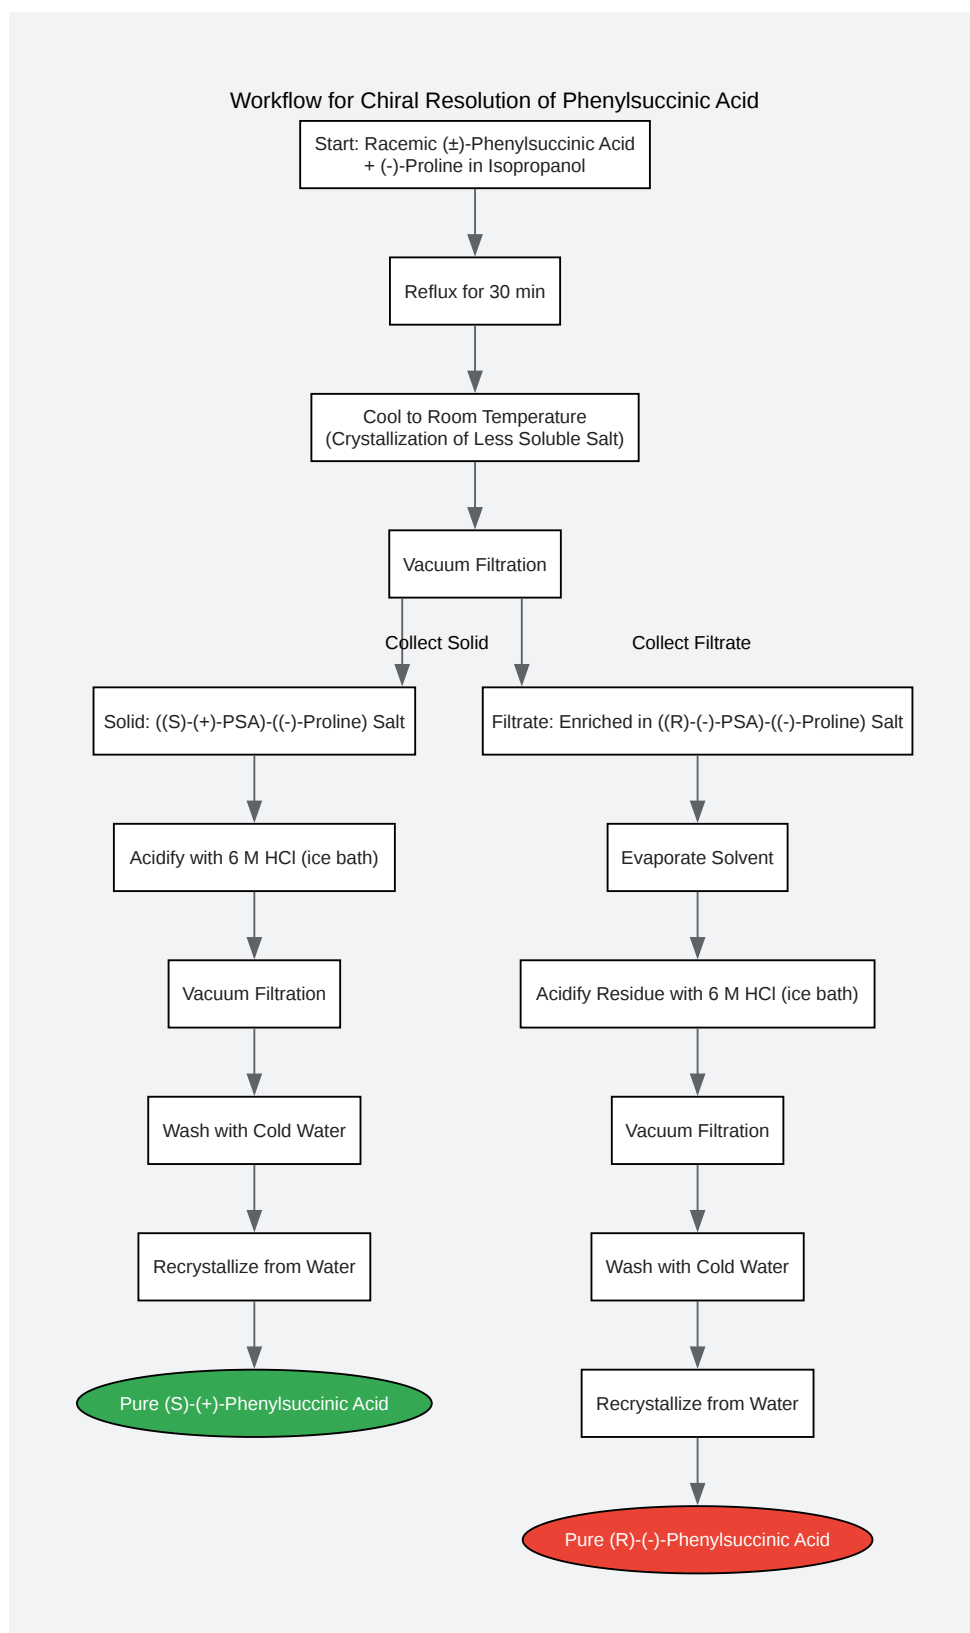 Workflow for Chiral Resolution of Phenylsuccinic Acid
Start: Racemic (±)-Phenylsuccinic Acid
+ (-)-Proline in Isopropanol
Reflux for 30 min
Cool to Room Temperature
(Crystallization of Less Soluble Salt)
Vacuum Filtration
Collect Solid
Collect Filtrate
Solid: ((S)-(+)-PSA)-((-)-Proline) Salt
Filtrate: Enriched in ((R)-(-)-PSA)-((-)-Proline) Salt
Acidify with 6 M HCl (ice bath)
Evaporate Solvent
Vacuum Filtration
Acidify Residue with 6 M HCl (ice bath)
Wash with Cold Water
Vacuum Filtration
Recrystallize from Water
Wash with Cold Water
Pure (S)-(+)-Phenylsuccinic Acid
Recrystallize from Water
Pure (R)-(-)-Phenylsuccinic Acid